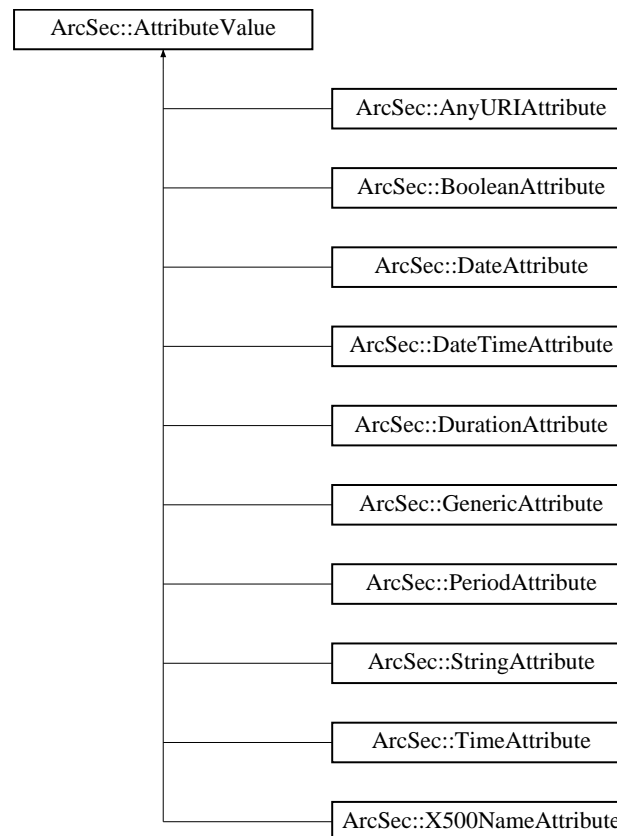 ArcSec::AttributeValue
ArcSec::AnyURIAttribute
ArcSec::BooleanAttribute
ArcSec::DateAttribute
ArcSec::DateTimeAttribute
ArcSec::DurationAttribute
ArcSec::GenericAttribute
ArcSec::PeriodAttribute
ArcSec::StringAttribute
ArcSec::TimeAttribute
ArcSec::X500NameAttribute